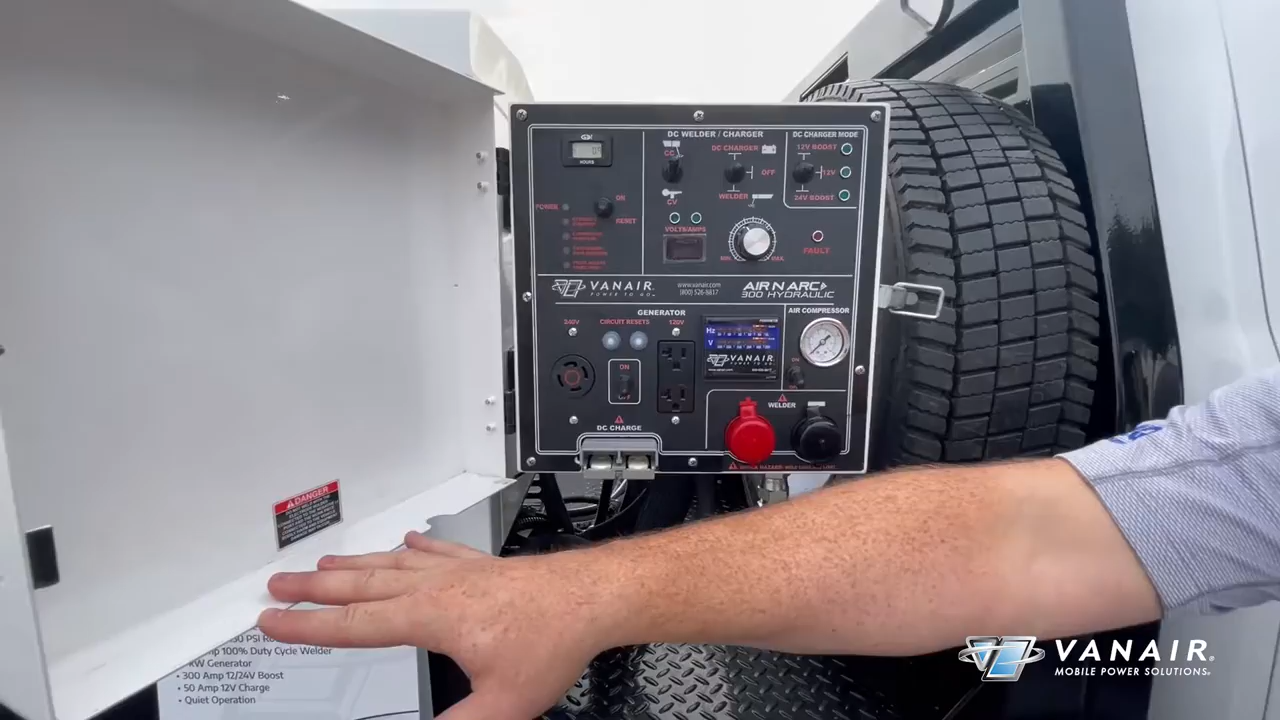 HOURS
DC WELDER / CHARGER
DC CHARGER MODE
CC
DC CHARGER
12V BOOST
OFF
12V
WELDER
24V BOOST
CV
ON
POWER
RESET
VOLTS/AMPS
MIN
MAX
FAULT
VANAIR
POWER TO GO
www.vanair.com
(800) 526-8817
AIR N ARC
300 HYDRAULIC
GENERATOR
AIR COMPRESSOR
240V
CIRCUIT RESETS
120V
Hz
V
VANAIR
ON
OFF
ON
WELDER
DC CHARGE
DANGER
PSI
100% Duty Cycle Welder
kW Generator
• 300 Amp 12/24V Boost
• 50 Amp 12V Charge
• Quiet Operation
VANAIR®
MOBILE POWER SOLUTIONS